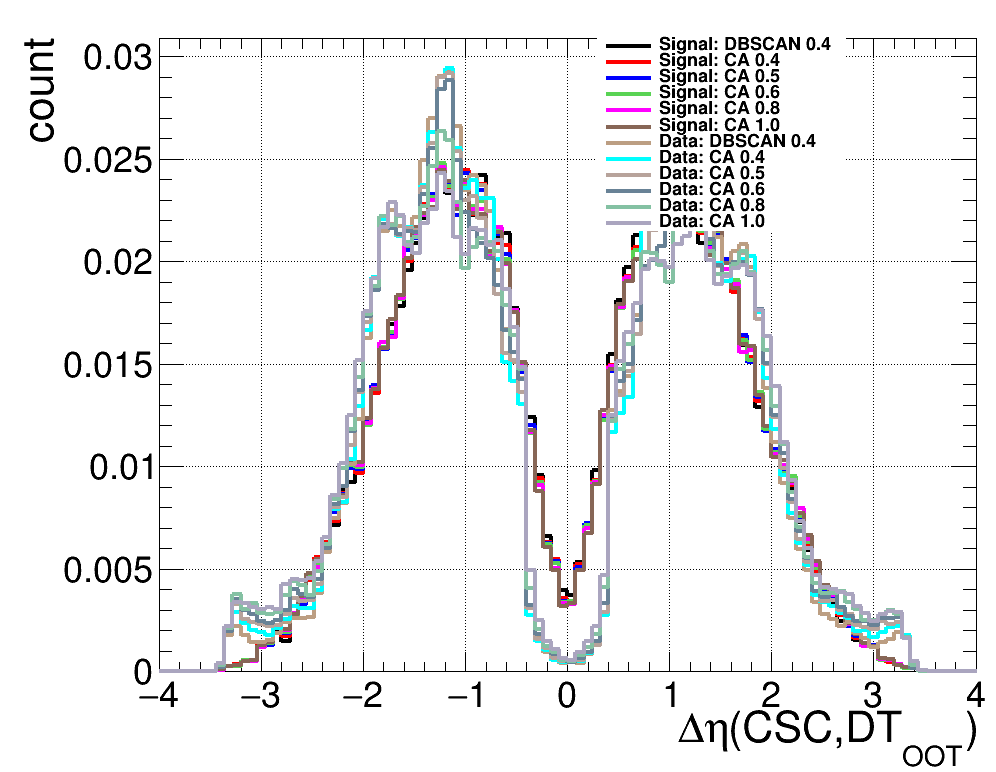 count
0.03
0.025
0.02
0.015
0.01
0.005
0
−4 −3 −2 −1 0 1 2 3 4
Δη(CSC,DT_OOT)
Signal: DBSCAN 0.4
Signal: CA 0.4
Signal: CA 0.5
Signal: CA 0.6
Signal: CA 0.8
Signal: CA 1.0
Data: DBSCAN 0.4
Data: CA 0.4
Data: CA 0.5
Data: CA 0.6
Data: CA 0.8
Data: CA 1.0